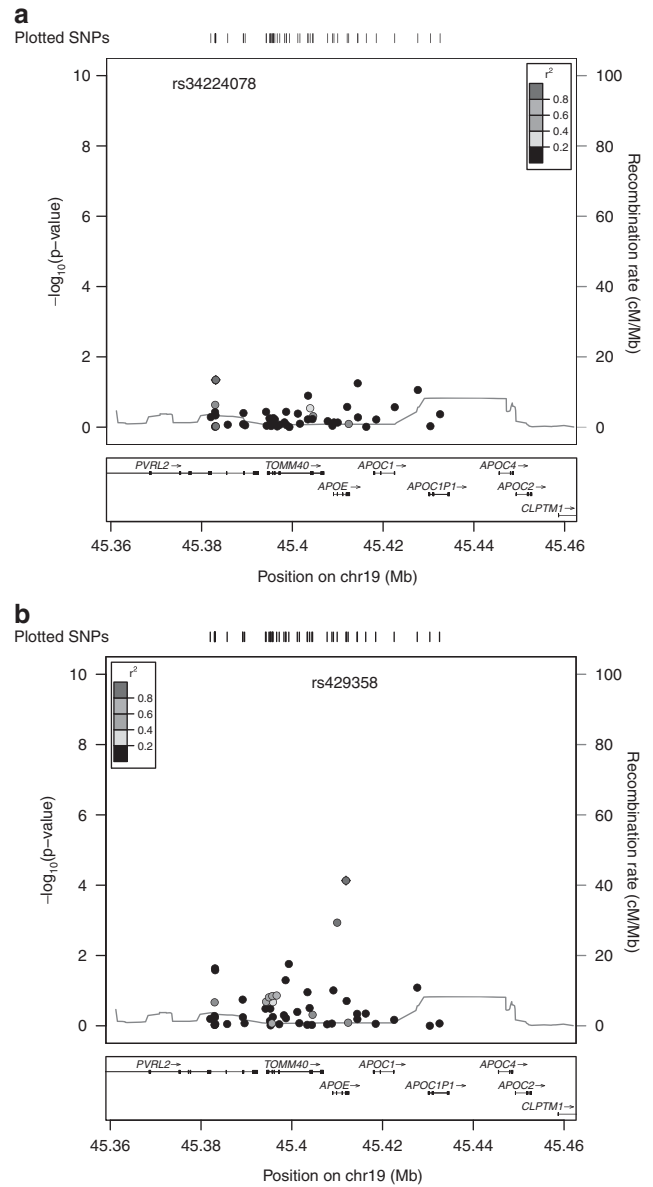 a
Plotted SNPs
rs34224078
r2
0.8
0.6
0.4
0.2
10
8
6
4
2
0
−log10(p−value)
100
80
60
40
20
0
Recombination rate (cM/Mb)
PVRL2→
TOMM40→
APOC1→
APOC4→
APOE→
APOC1P1→
APOC2→
CLPTM1→
45.36 45.38 45.4 45.42 45.44 45.46
Position on chr19 (Mb)
b
Plotted SNPs
r2
0.8
0.6
0.4
0.2
rs429358
10
8
6
4
2
0
−log10(p−value)
100
80
60
40
20
0
Recombination rate (cM/Mb)
PVRL2→
TOMM40→
APOC1→
APOC4→
APOE→
APOC1P1→
APOC2→
CLPTM1→
45.36 45.38 45.4 45.42 45.44 45.46
Position on chr19 (Mb)